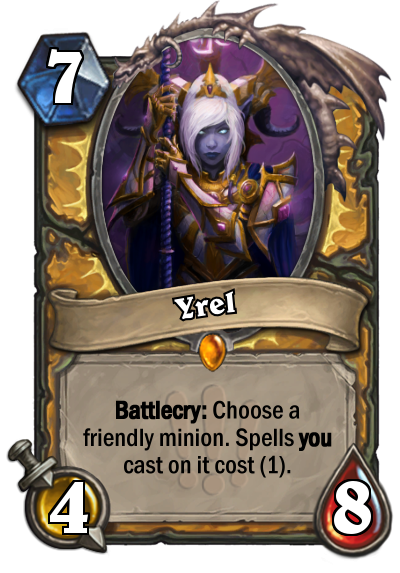 7
Yrel
Battlecry: Choose a
friendly minion. Spells you
cast on it cost (1).
4
8